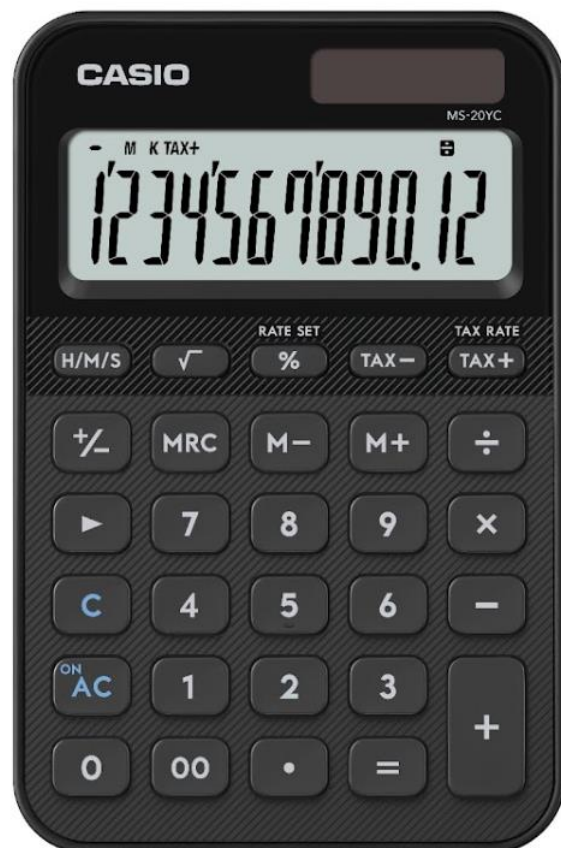 CASIO
MS-20YC
- M K TAX+ ÷
1'234'567'890.12
RATE SET TAX RATE
H/M/S √ % TAX− TAX+
+/− MRC M− M+ ÷
► 7 8 9 ×
C 4 5 6 −
ON AC 1 2 3
+
0 00 • =